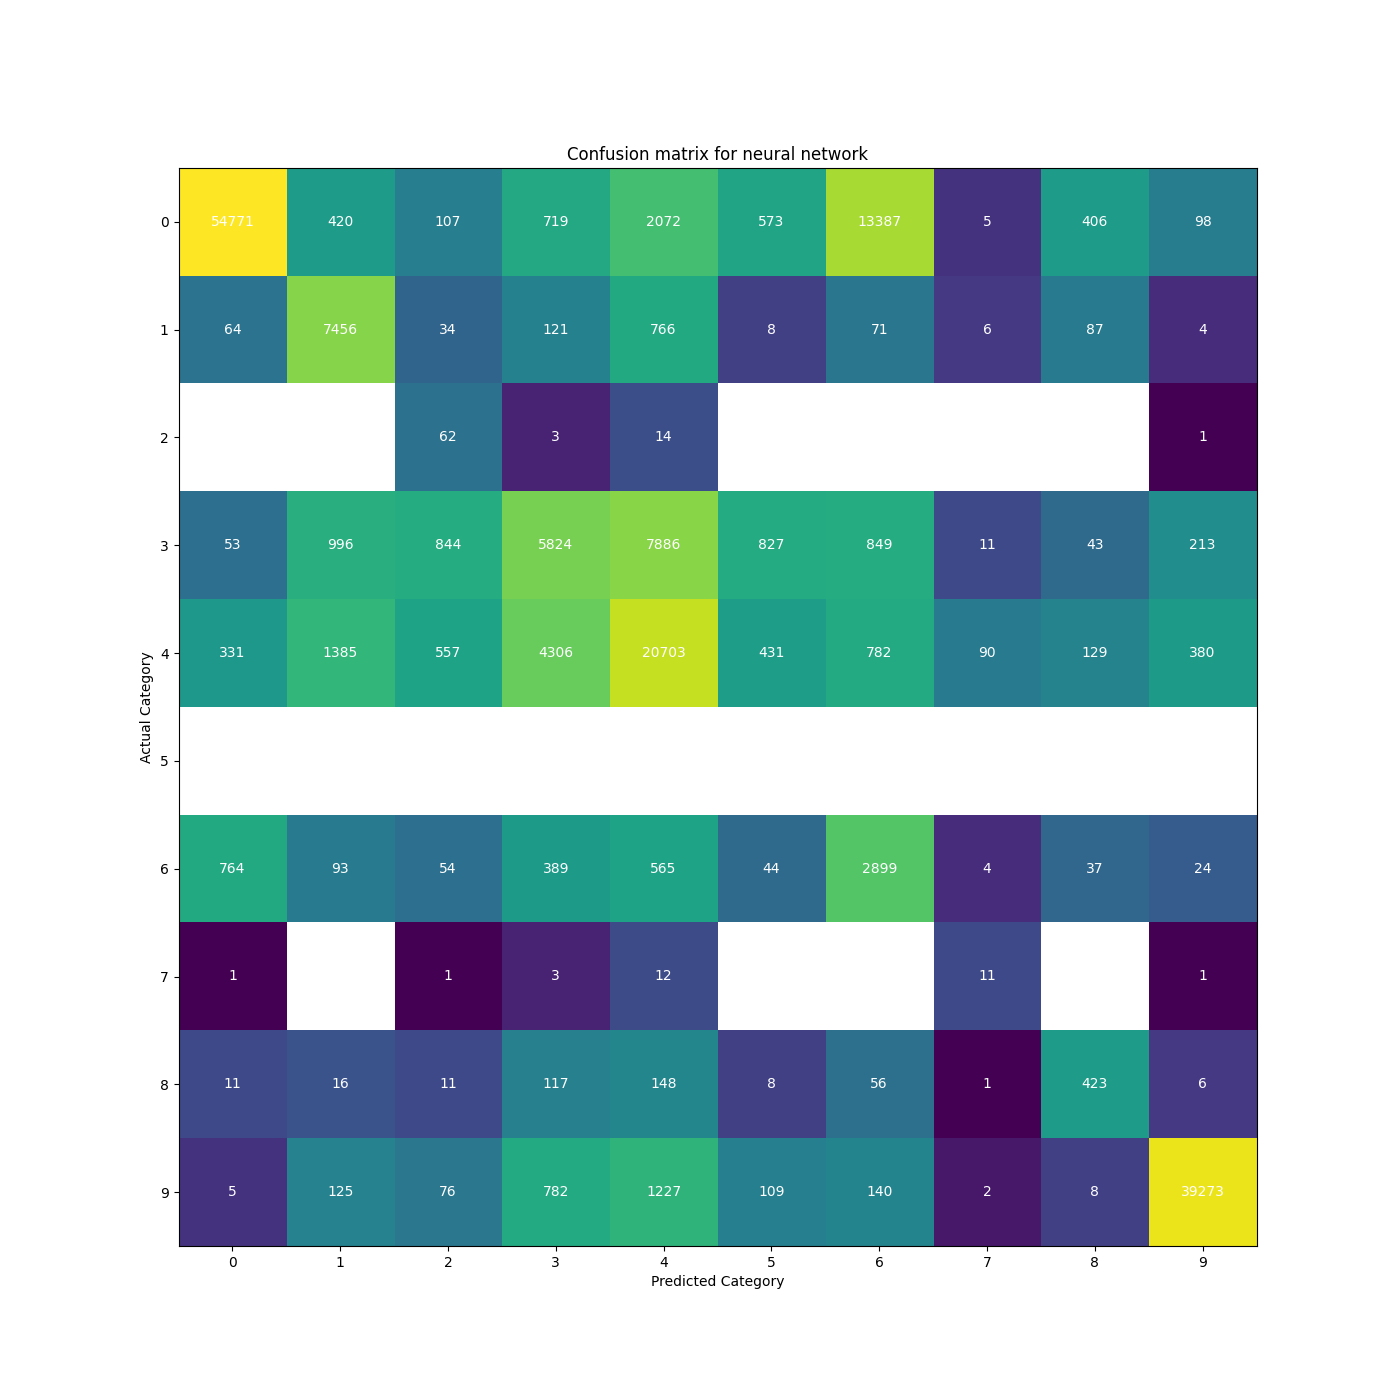 Confusion matrix for neural network
0 54771 420 107 719 2072 573 13387 5 406 98
1 64 7456 34 121 766 8 71 6 87 4
2 62 3 14 1
3 53 996 844 5824 7886 827 849 11 43 213
4 331 1385 557 4306 20703 431 782 90 129 380
Actual Category
5
6 764 93 54 389 565 44 2899 4 37 24
7 1 1 3 12 11 1
8 11 16 11 117 148 8 56 1 423 6
9 5 125 76 782 1227 109 140 2 8 39273
0 1 2 3 4 5 6 7 8 9
Predicted Category